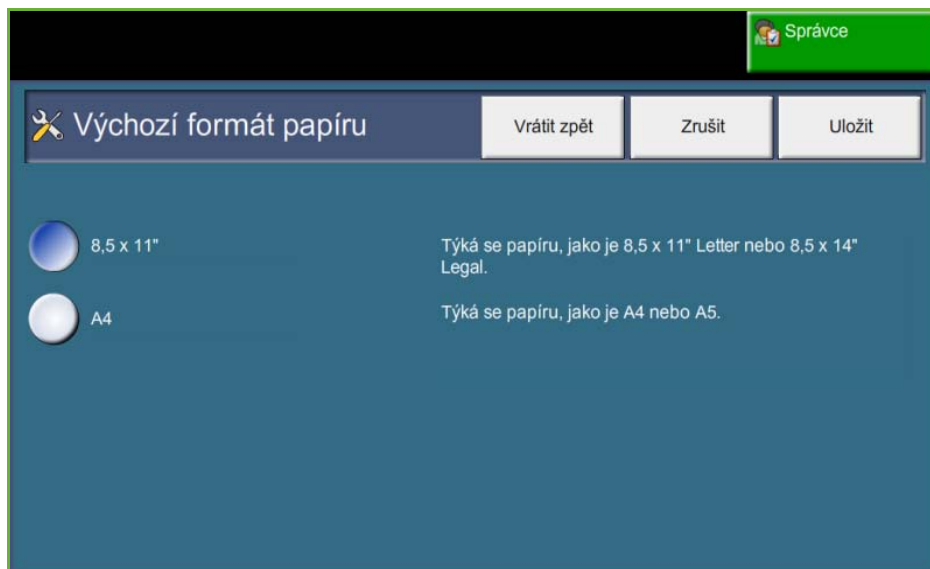 Správce
Výchozí formát papíru
Vrátit zpět
Zrušit
Uložit
8,5 x 11"
Týká se papíru, jako je 8,5 x 11" Letter nebo 8,5 x 14"
Legal.
A4
Týká se papíru, jako je A4 nebo A5.